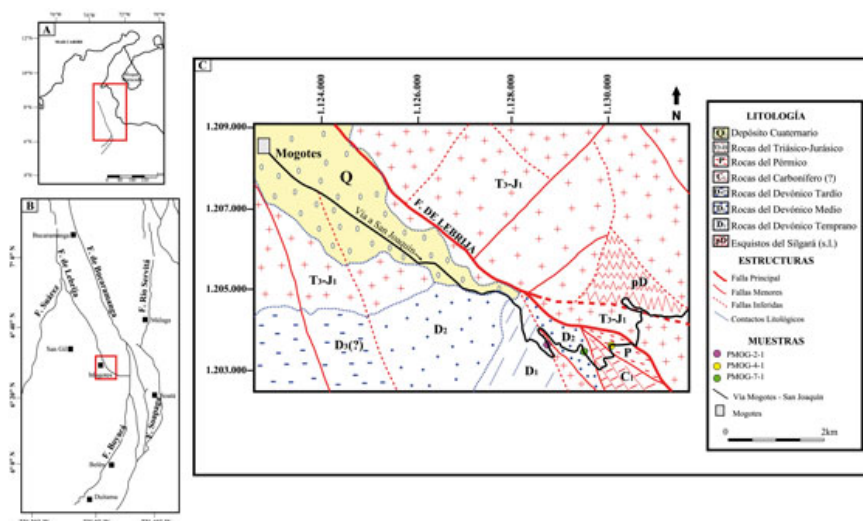 A
B
Bucaramanga
F. de Lebrija
F. de Bucaramanga
F. Río Servitá
F. Suárez
Málaga
San Gil
Mogotes
Soatá
F. Soapaga
F. Boyacá
Belén
Duitama
C
1.124.000
1.126.000
1.128.000
1.130.000
N
1.209.000
1.207.000
1.205.000
1.203.000
Mogotes
Q
Vía a San Joaquín
F. DE LEBRIJA
T3-J1
T3-J1
T3-J1
pD
D3(?)
D2
D1
D2
P
C1
LITOLOGÍA
Q Depósito Cuaternario
Rocas del Triásico-Jurásico
P Rocas del Pérmico
Rocas del Carbonífero (?)
Rocas del Devónico Tardío
Rocas del Devónico Medio
D1 Rocas del Devónico Temprano
pD Esquistos del Silgará (s.l.)
ESTRUCTURAS
Falla Principal
Fallas Menores
Fallas Inferidas
Contactos Litológicos
MUESTRAS
PMOG-2-1
PMOG-4-1
PMOG-7-1
Vía Mogotes - San Joaquín
Mogotes
0 2km